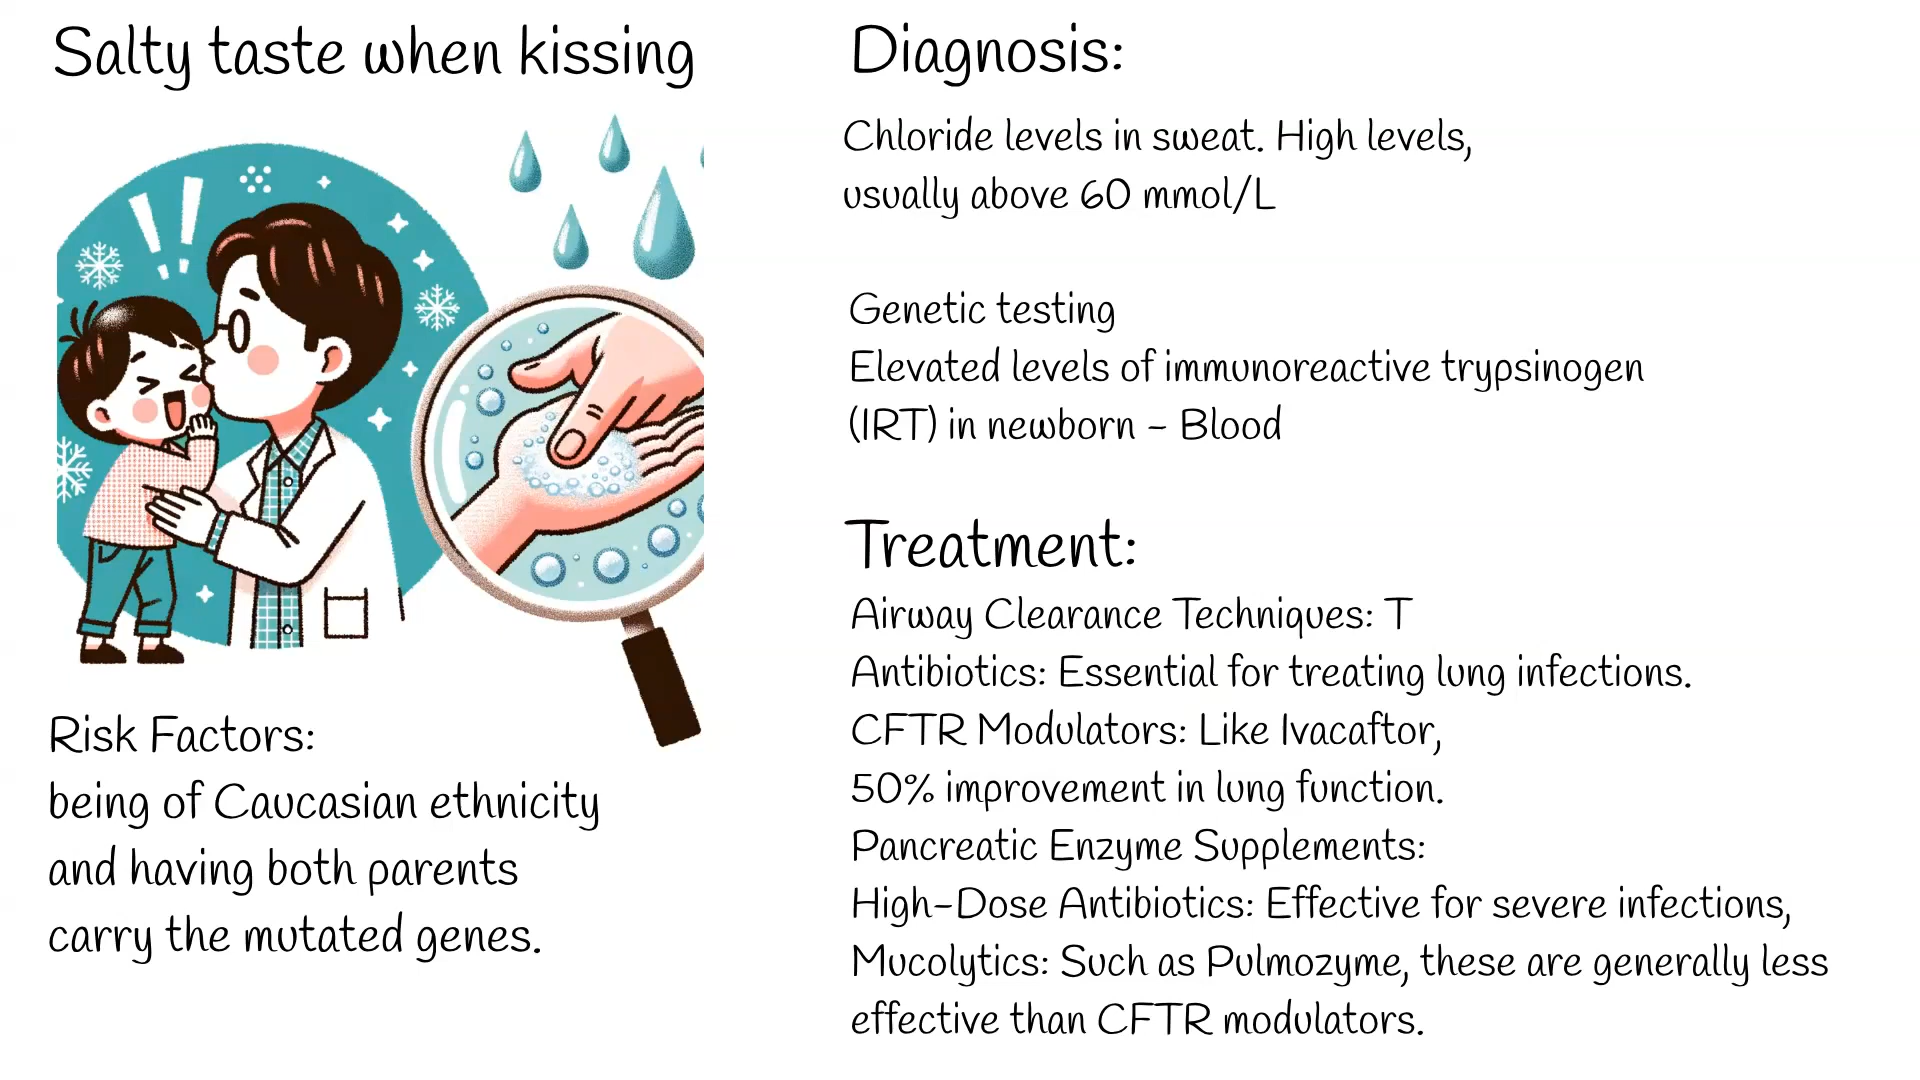 Salty taste when kissing
Risk Factors:
being of Caucasian ethnicity
and having both parents
carry the mutated genes.
Diagnosis:
Chloride levels in sweat. High levels,
usually above 60 mmol/L
Genetic testing
Elevated levels of immunoreactive trypsinogen
(IRT) in newborn - Blood
Treatment:
Airway Clearance Techniques: T
Antibiotics: Essential for treating lung infections.
CFTR Modulators: Like Ivacaftor,
50% improvement in lung function.
Pancreatic Enzyme Supplements:
High-Dose Antibiotics: Effective for severe infections,
Mucolytics: Such as Pulmozyme, these are generally less
effective than CFTR modulators.